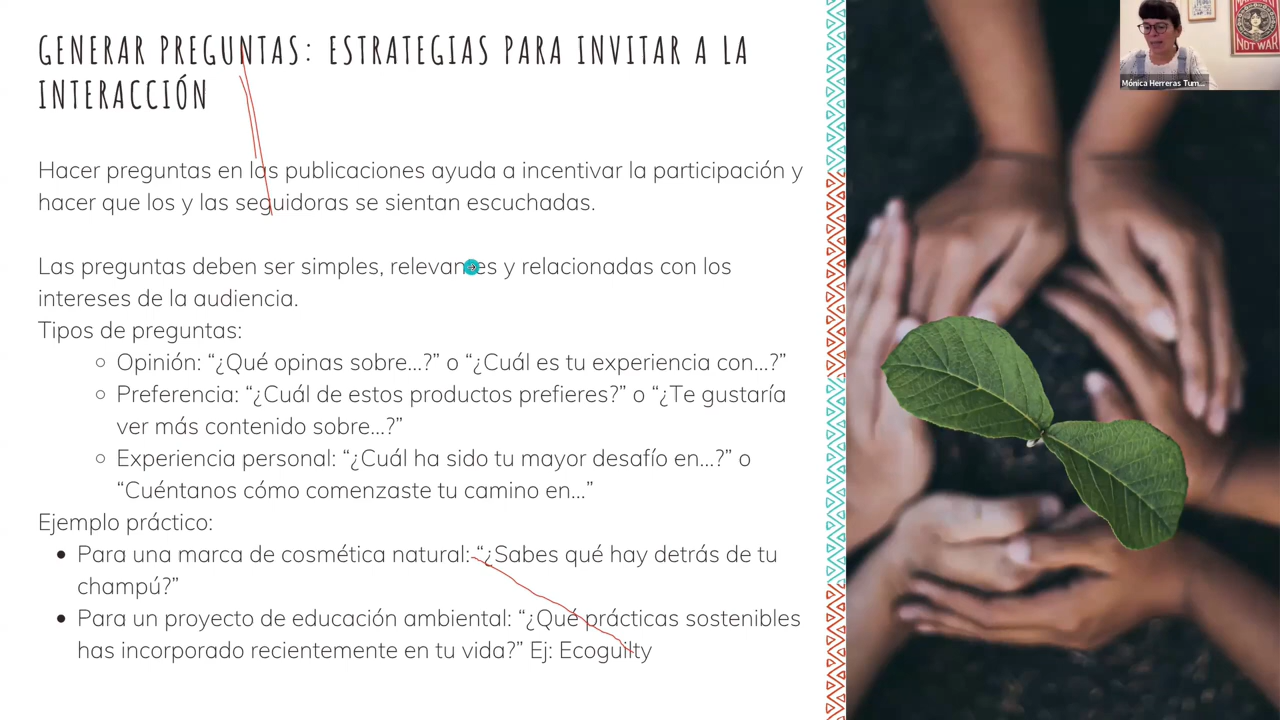 GENERAR PREGUNTAS: ESTRATEGIAS PARA INVITAR A LA
INTERACCIÓN
Hacer preguntas en las publicaciones ayuda a incentivar la participación y
hacer que los y las seguidoras se sientan escuchadas.
Las preguntas deben ser simples, relevantes y relacionadas con los
intereses de la audiencia.
Tipos de preguntas:
Opinión: “¿Qué opinas sobre...?” o “¿Cuál es tu experiencia con...?”
Preferencia: “¿Cuál de estos productos prefieres?” o “¿Te gustaría
ver más contenido sobre...?”
Experiencia personal: “¿Cuál ha sido tu mayor desafío en...?” o
“Cuéntanos cómo comenzaste tu camino en...”
Ejemplo práctico:
Para una marca de cosmética natural: “¿Sabes qué hay detrás de tu
champú?”
Para un proyecto de educación ambiental: “¿Qué prácticas sostenibles
has incorporado recientemente en tu vida?” Ej: Ecoguilty
NOT WAR
Mónica Herreras Tum...